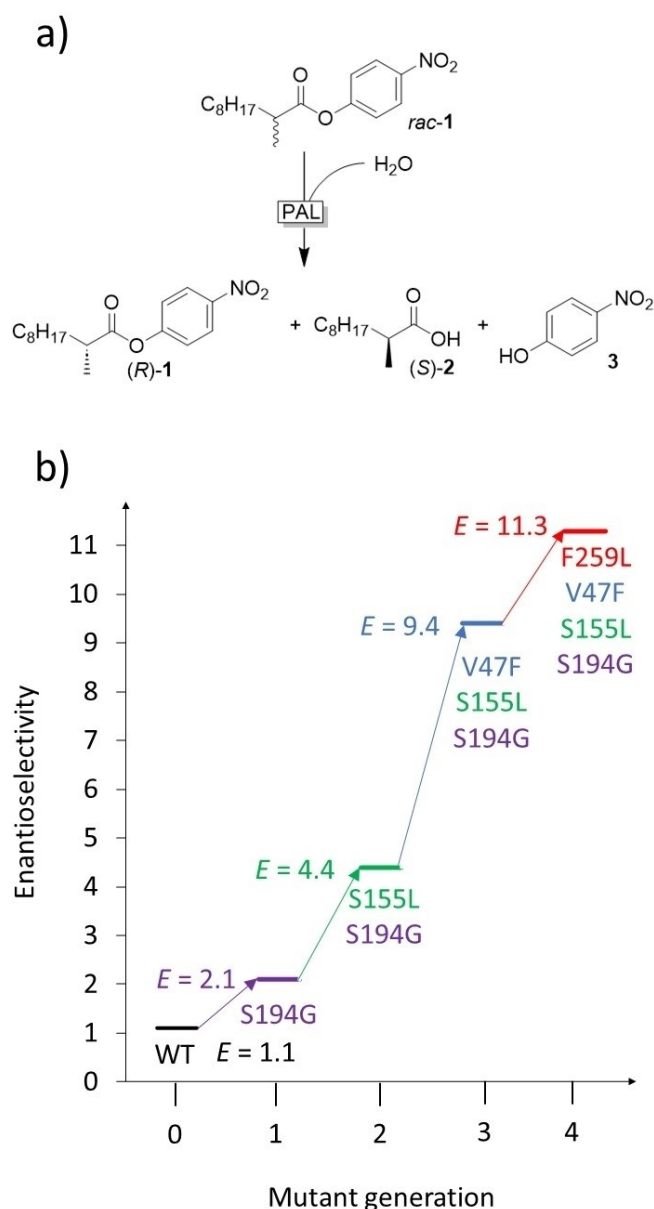 a)
O
NO₂
C₈H₁₇
O
rac-1
H₂O
PAL
O
NO₂
C₈H₁₇
O
(R)-1
+
O
C₈H₁₇
OH
(S)-2
+
NO₂
HO
3
b)
Enantioselectivity
11
10
9
8
7
6
5
4
3
2
1
0
WT
E = 1.1
E = 2.1
S194G
E = 4.4
S155L
S194G
E = 9.4
V47F
S155L
S194G
E = 11.3
F259L
V47F
S155L
S194G
0 1 2 3 4
Mutant generation